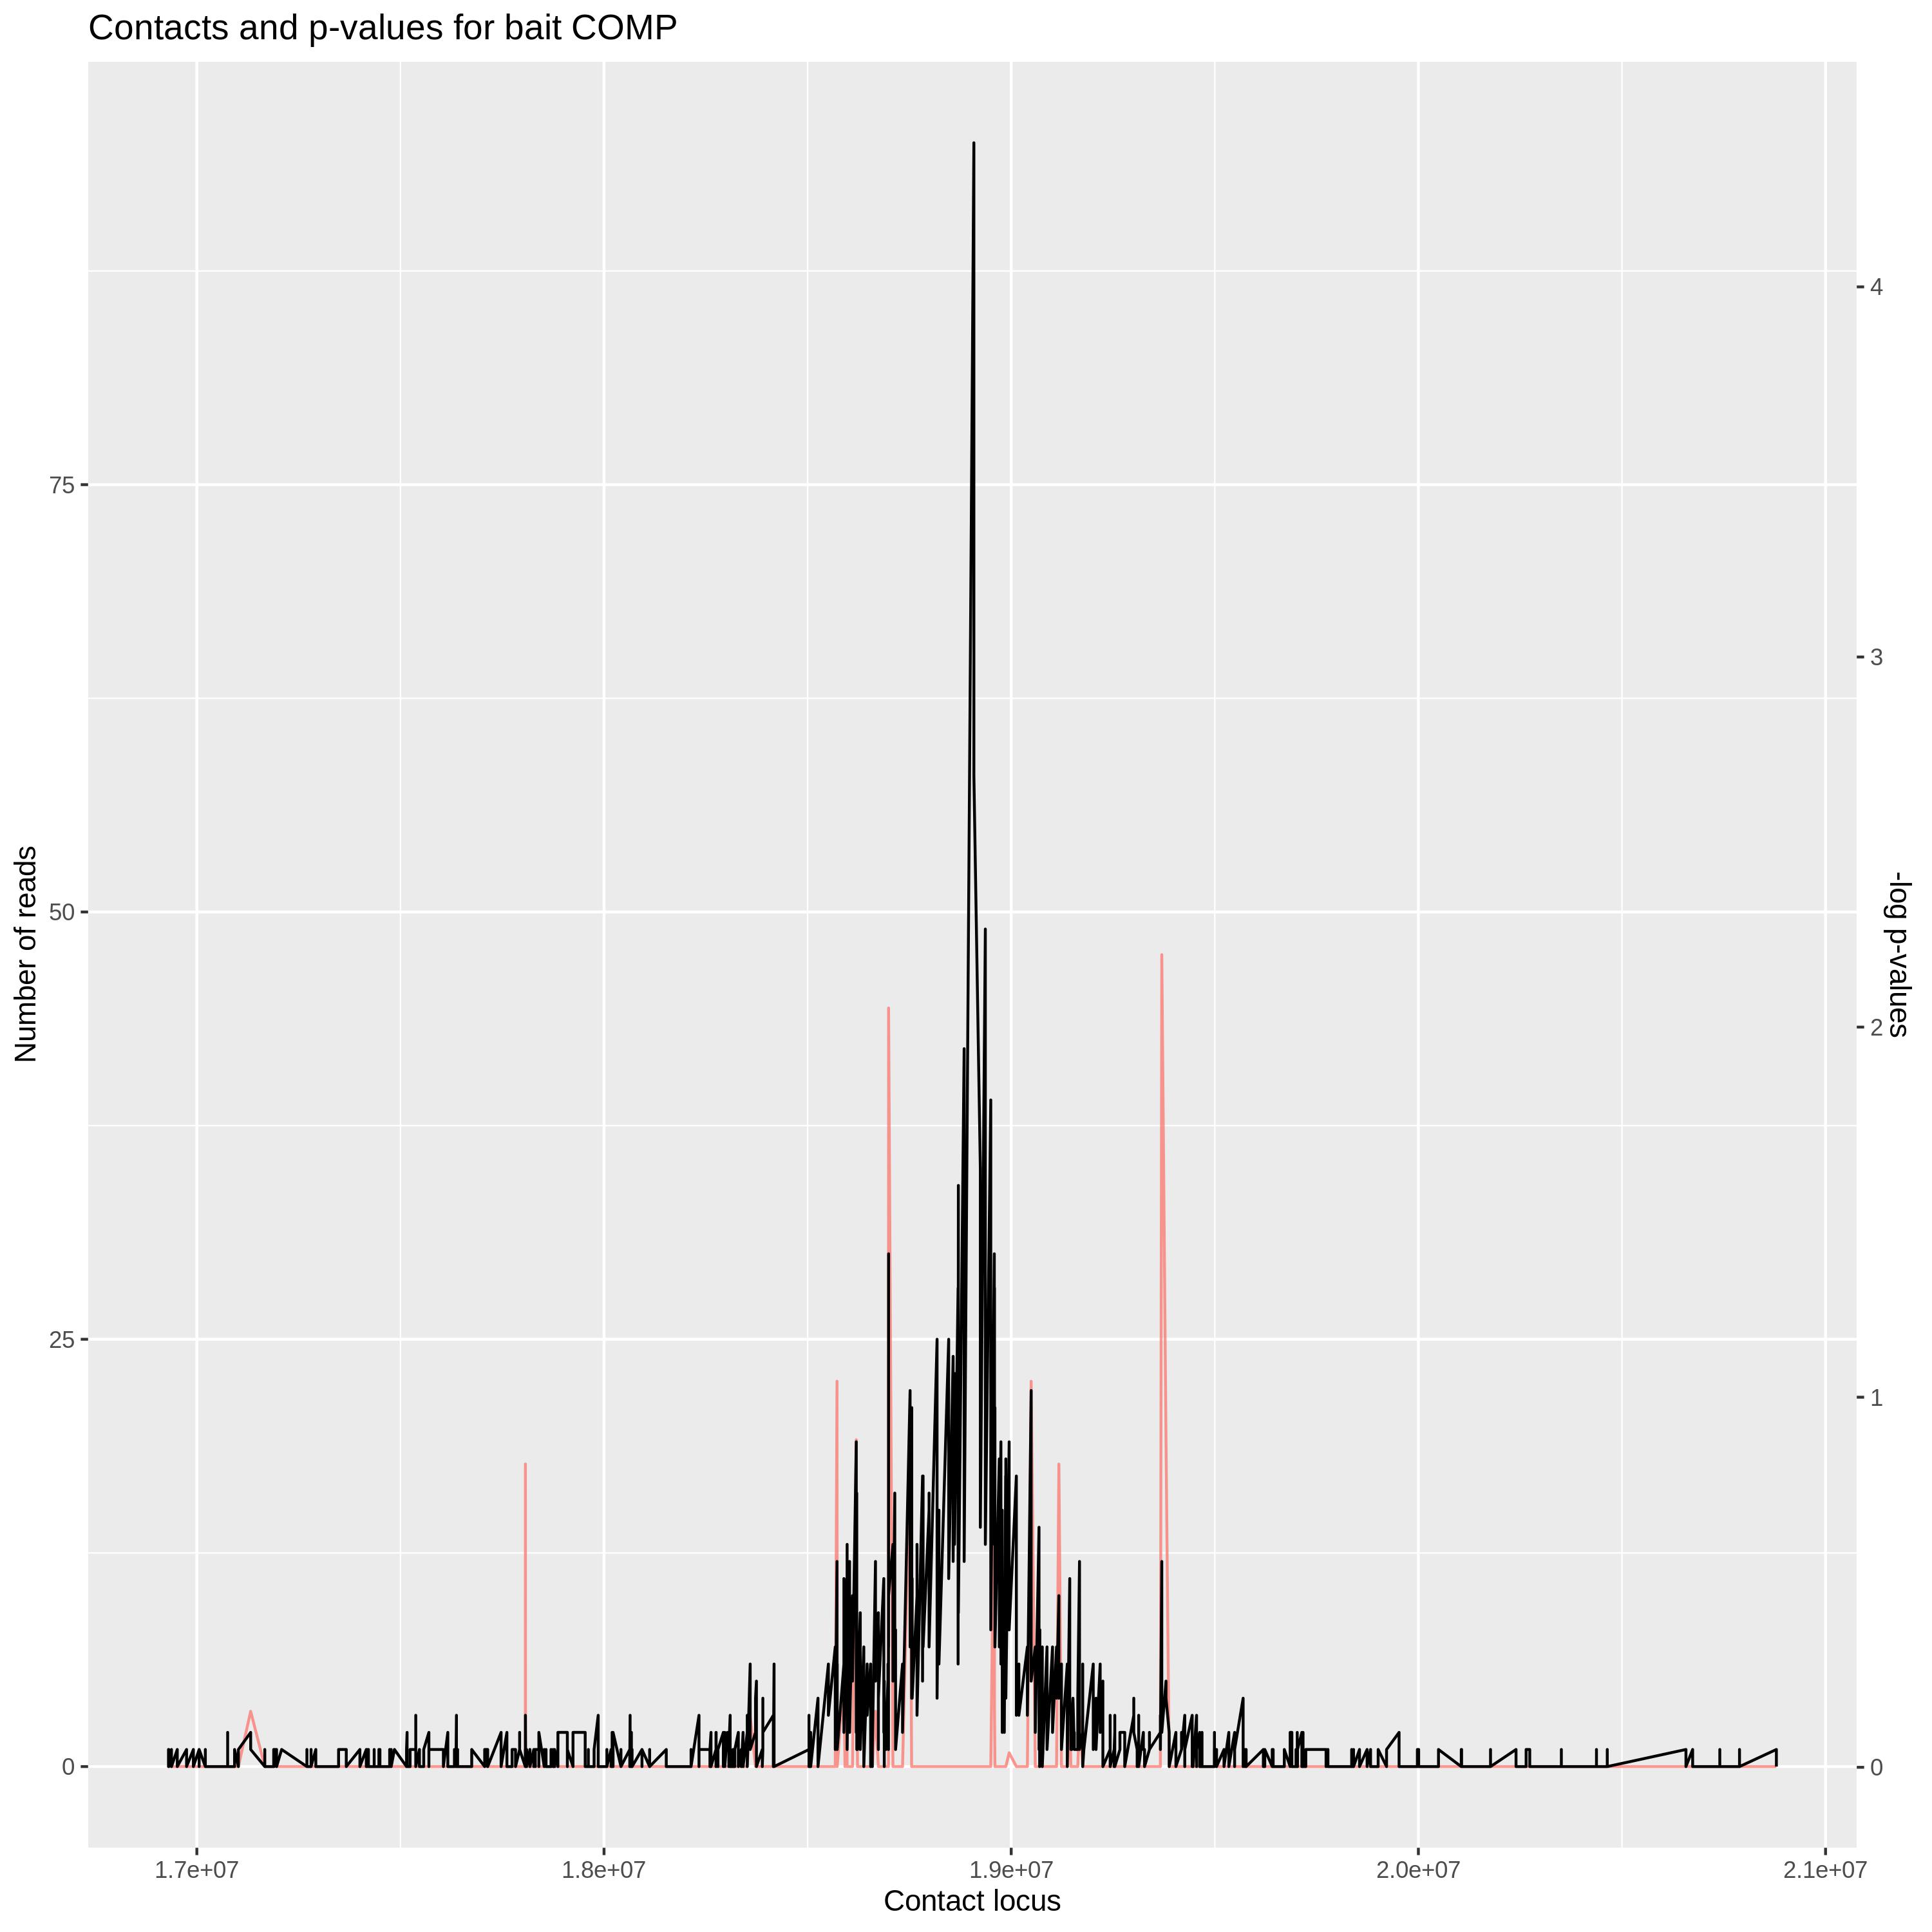 Contacts and p-values for bait COMP
Number of reads
75
50
25
0
4
3
2
1
0
-log p-values
1.7e+07
1.8e+07
1.9e+07
2.0e+07
2.1e+07
Contact locus